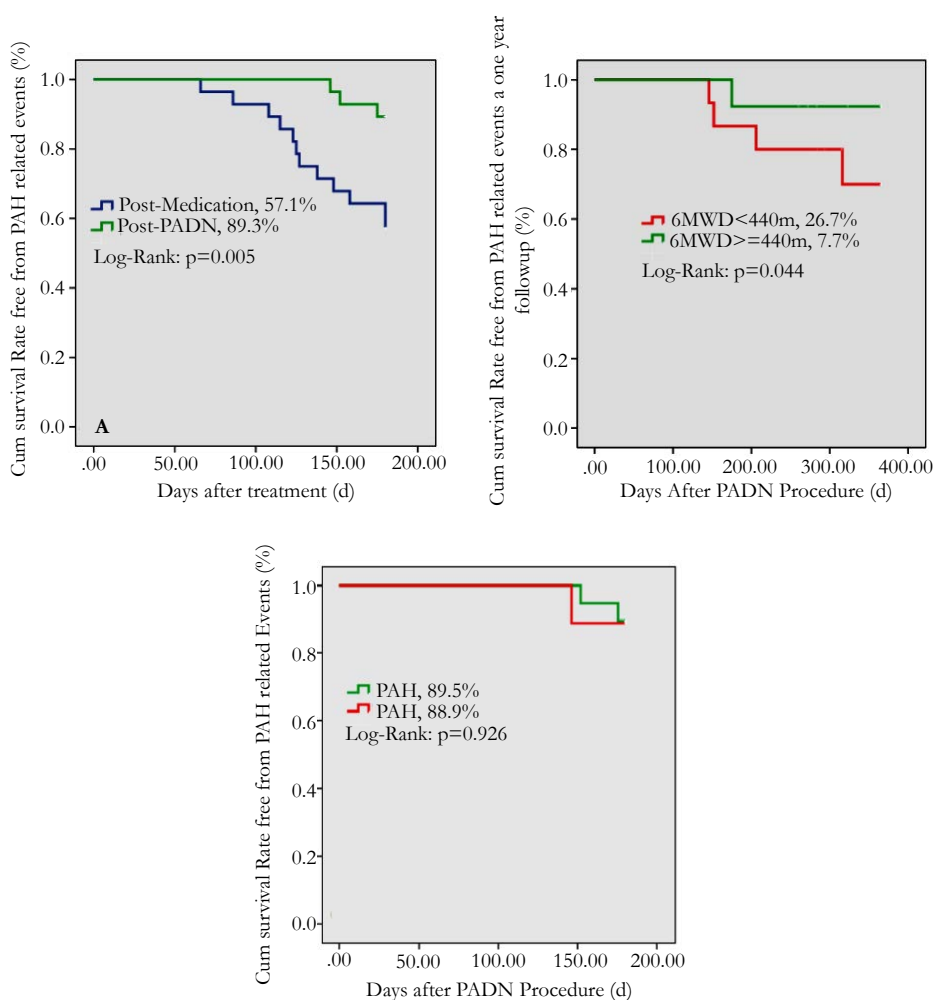 Cum survival Rate free from PAH related events (%)
1.0
0.8
0.6
0.4
0.2
0.0
Post-Medication, 57.1%
Post-PADN, 89.3%
Log-Rank: p=0.005
A
.00 50.00 100.00 150.00 200.00
Days after treatment (d)
Cum survival Rate free from PAH related events a one year
followup (%)
1.0
0.8
0.6
0.4
0.2
0.0
6MWD<440m, 26.7%
6MWD>=440m, 7.7%
Log-Rank: p=0.044
.00 100.00 200.00 300.00 400.00
Days After PADN Procedure (d)
Cum survival Rate free from PAH related Events (%)
1.0
0.8
0.6
0.4
0.2
0.0
PAH, 89.5%
PAH, 88.9%
Log-Rank: p=0.926
.00 50.00 100.00 150.00 200.00
Days after PADN Procedure (d)